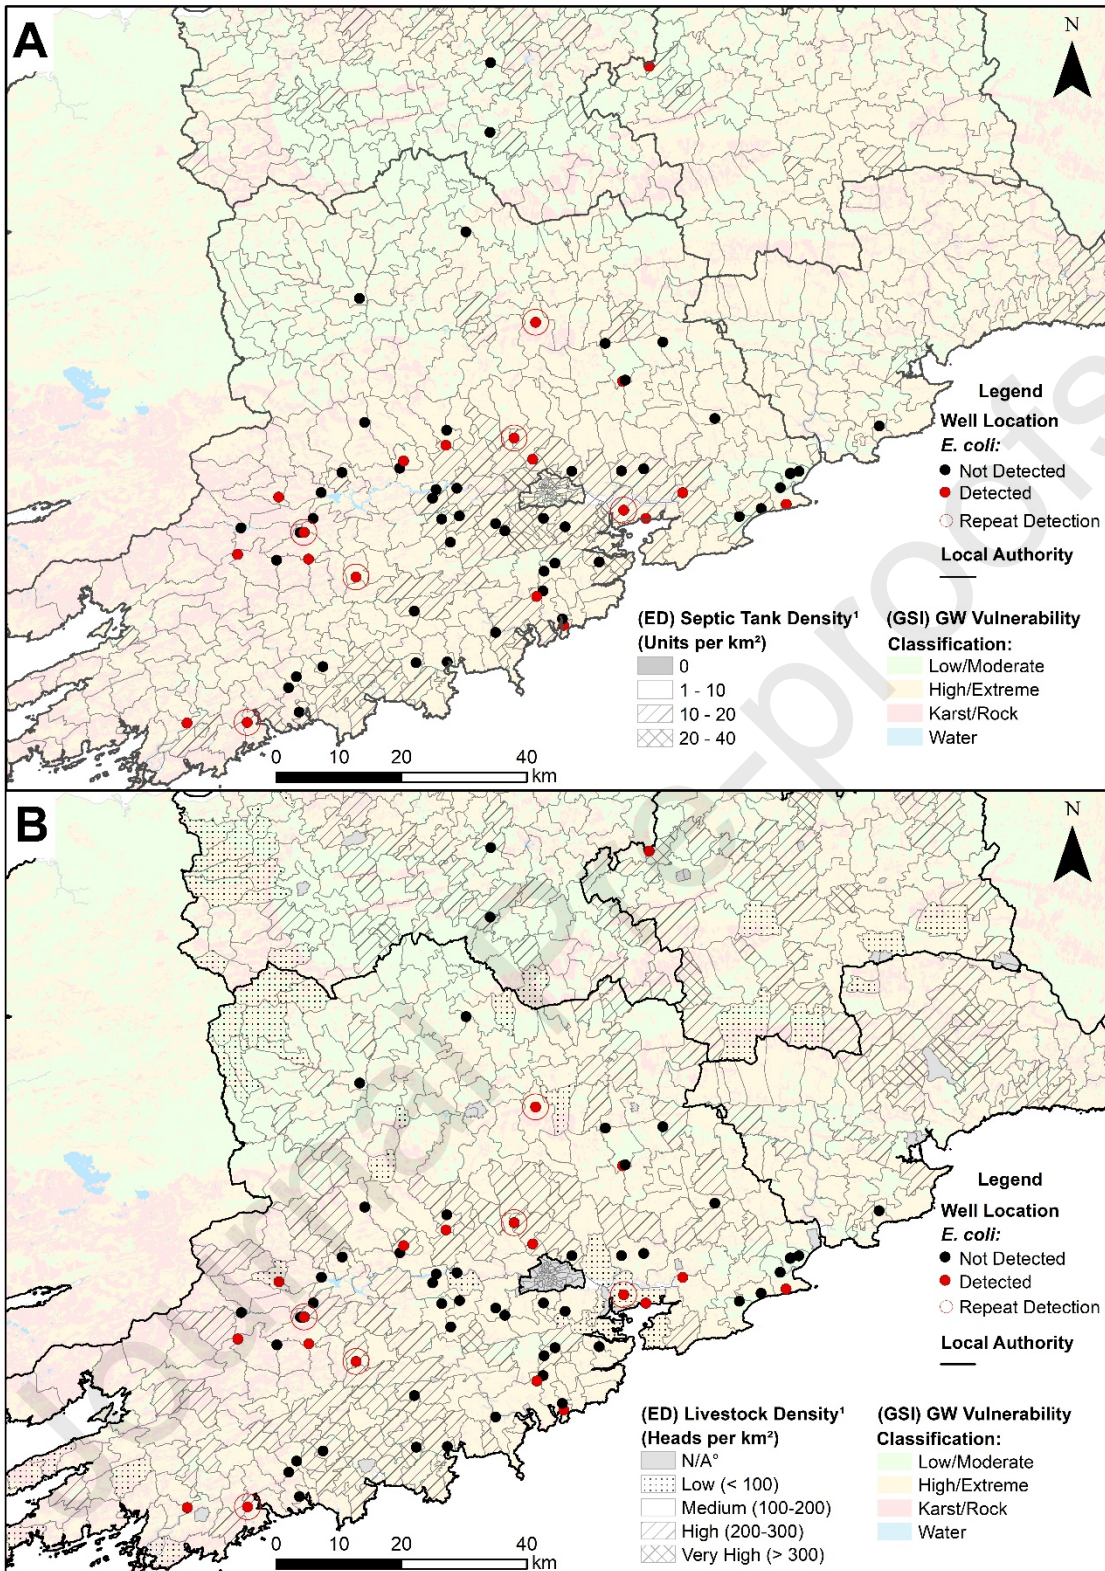 A
N
Legend
Well Location
E. coli:
Not Detected
Detected
Repeat Detection
Local Authority
(ED) Septic Tank Density¹
(Units per km²)
0
1 - 10
10 - 20
20 - 40
(GSI) GW Vulnerability
Classification:
Low/Moderate
High/Extreme
Karst/Rock
Water
0 10 20 40
km
B
N
Legend
Well Location
E. coli:
Not Detected
Detected
Repeat Detection
Local Authority
(ED) Livestock Density¹
(Heads per km²)
N/A°
Low (< 100)
Medium (100-200)
High (200-300)
Very High (> 300)
(GSI) GW Vulnerability
Classification:
Low/Moderate
High/Extreme
Karst/Rock
Water
0 10 20 40
km
Journal Pre-proofs